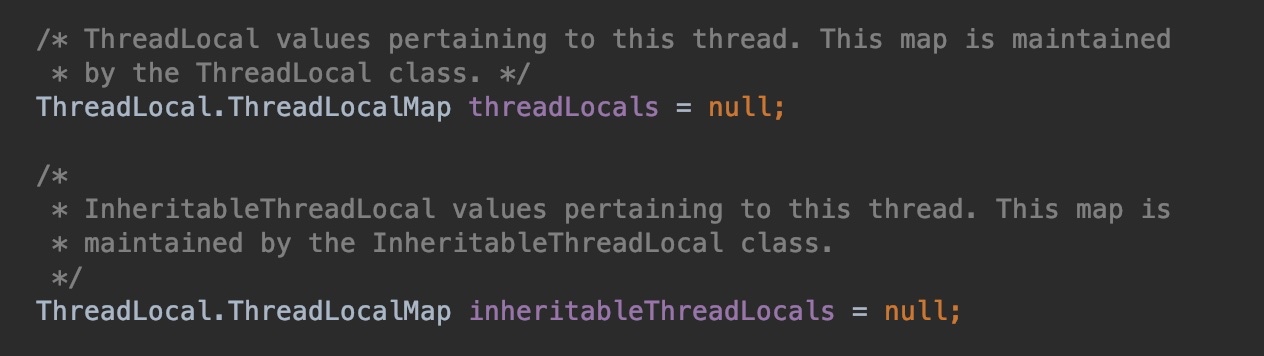 /* ThreadLocal values pertaining to this thread. This map is maintained
 * by the ThreadLocal class. */
ThreadLocal.ThreadLocalMap threadLocals = null;

/*
 * InheritableThreadLocal values pertaining to this thread. This map is
 * maintained by the InheritableThreadLocal class.
 */
ThreadLocal.ThreadLocalMap inheritableThreadLocals = null;